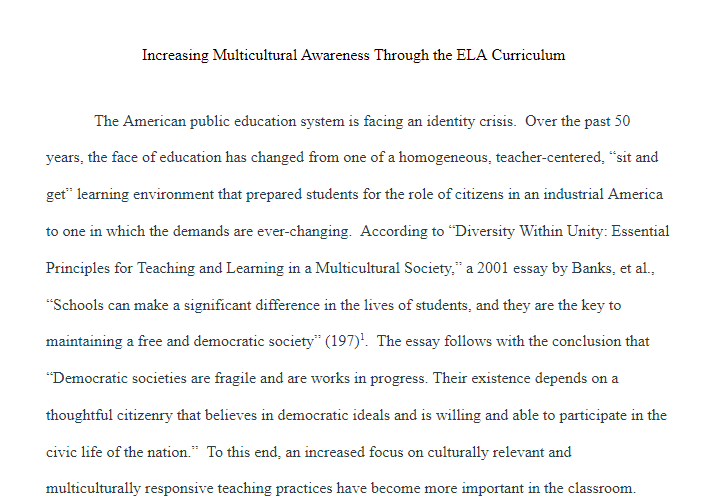 Increasing Multicultural Awareness Through the ELA Curriculum
The American public education system is facing an identity crisis.  Over the past 50
years, the face of education has changed from one of a homogeneous, teacher-centered, “sit and
get” learning environment that prepared students for the role of citizens in an industrial America
to one in which the demands are ever-changing.  According to “Diversity Within Unity: Essential
Principles for Teaching and Learning in a Multicultural Society,” a 2001 essay by Banks, et al.,
“Schools can make a significant difference in the lives of students, and they are the key to
maintaining a free and democratic society” (197)¹.  The essay follows with the conclusion that
“Democratic societies are fragile and are works in progress. Their existence depends on a
thoughtful citizenry that believes in democratic ideals and is willing and able to participate in the
civic life of the nation.”  To this end, an increased focus on culturally relevant and
multiculturally responsive teaching practices have become more important in the classroom.